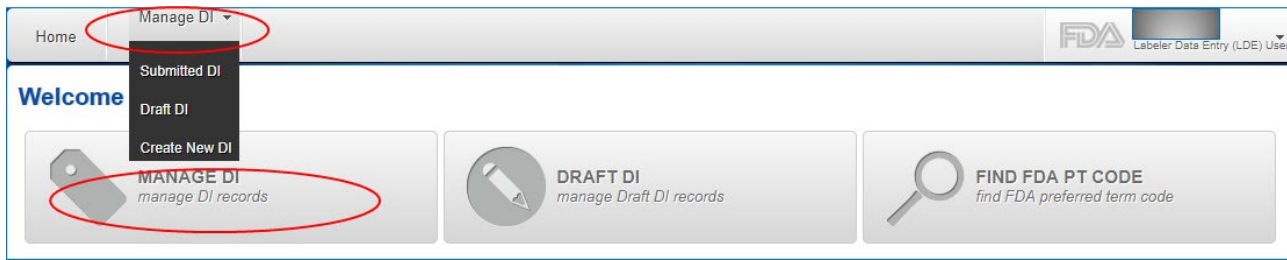 Home
Manage DI
FDA
Labeler Data Entry (LDE) User
Submitted DI
Draft DI
Create New DI
Welcome
MANAGE DI
manage DI records
DRAFT DI
manage Draft DI records
FIND FDA PT CODE
find FDA preferred term code